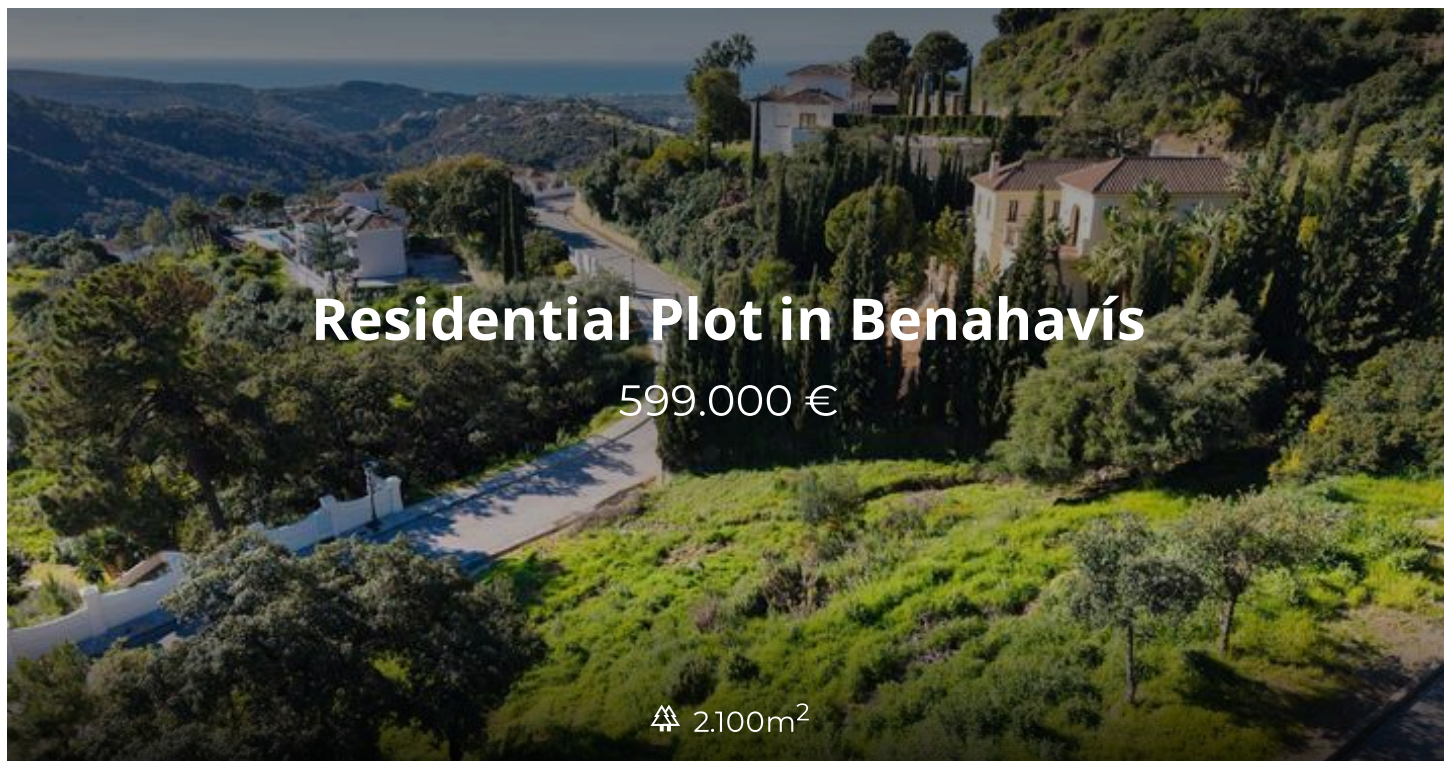 Residential Plot in Benahavís
599.000 €
2.100m²